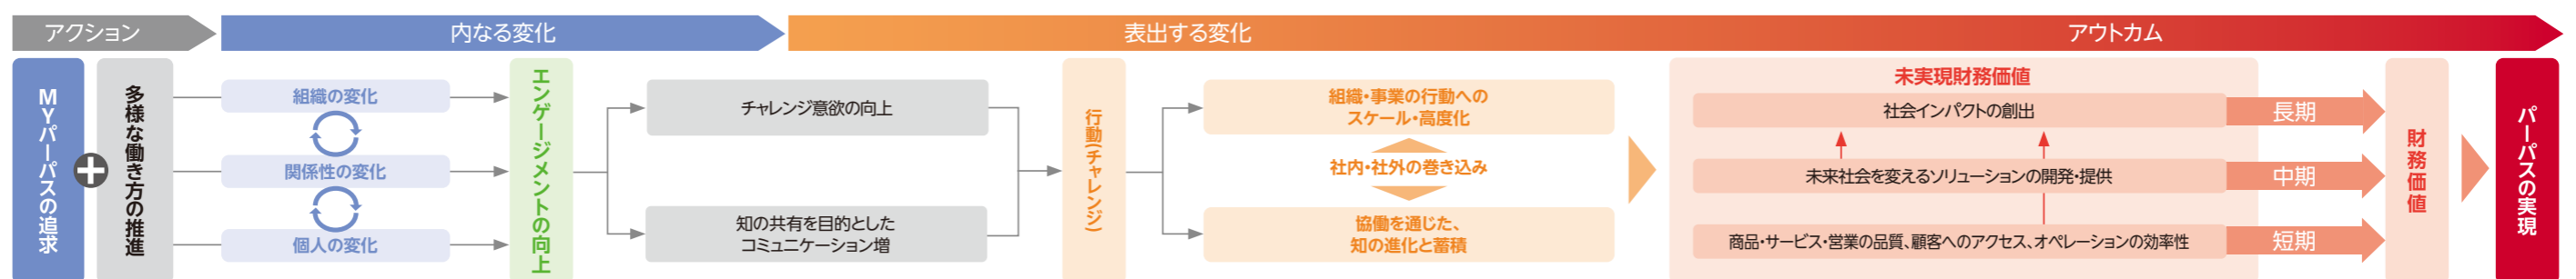 アクション
内なる変化
表出する変化
アウトカム
MYパーパスの追求
多様な働き方の推進
組織の変化
関係性の変化
個人の変化
エンゲージメントの向上
チャレンジ意欲の向上
知の共有を目的とした
コミュニケーション増
行動(チャレンジ)
組織・事業の行動への
スケール・高度化
社内・社外の巻き込み
協働を通じた、
知の進化と蓄積
未実現財務価値
社会インパクトの創出
未来社会を変えるソリューションの開発・提供
商品・サービス・営業の品質、顧客へのアクセス、オペレーションの効率性
長期
中期
短期
財務価値
パーパスの実現